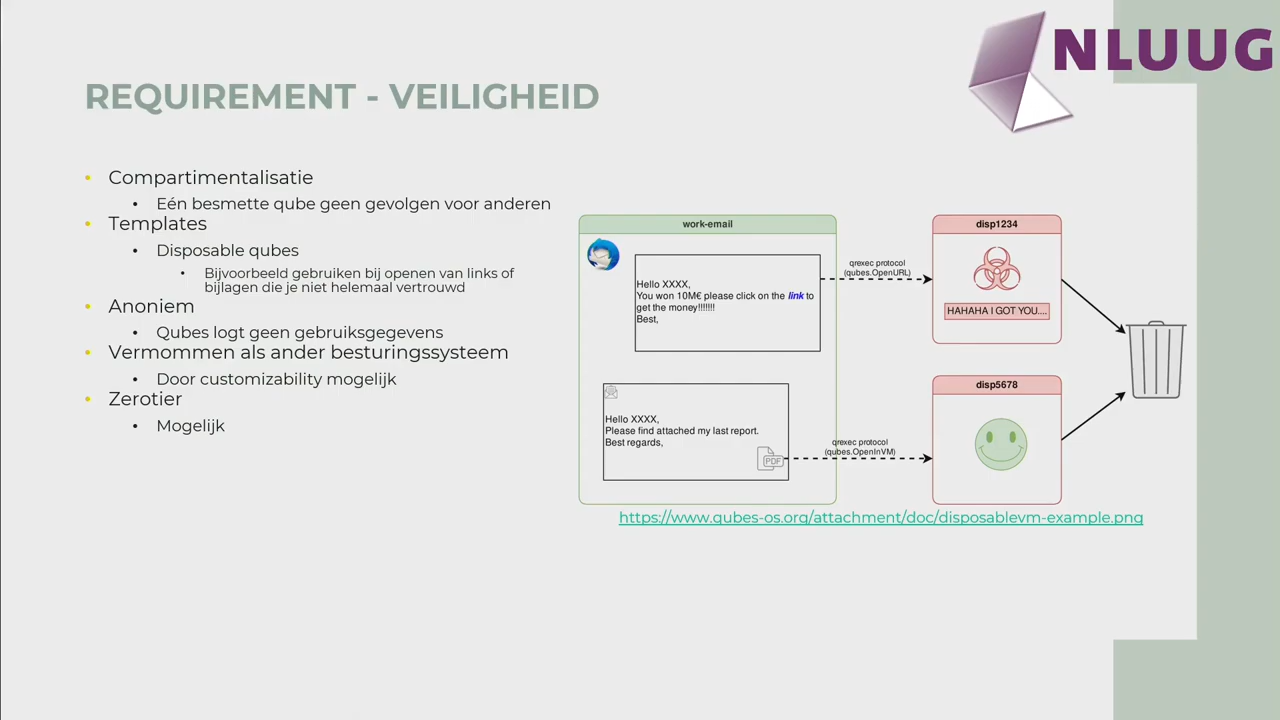 NLUUG
REQUIREMENT - VEILIGHEID
• Compartimentalisatie
• Eén besmette qube geen gevolgen voor anderen
• Templates
• Disposable qubes
• Bijvoorbeeld gebruiken bij openen van links of
bijlagen die je niet helemaal vertrouwd
• Anoniem
• Qubes logt geen gebruiksgegevens
• Vermommen als ander besturingssysteem
• Door customizability mogelijk
• Zerotier
• Mogelijk
work-email
Hello XXXX,
You won 10M€ please click on the link to
get the money!!!!!!!
Best,
qrexec protocol
(qubes.OpenURL)
disp1234
HAHAHA I GOT YOU....
Hello XXXX,
Please find attached my last report.
Best regards,
PDF
qrexec protocol
(qubes.OpenInVM)
disp5678
https://www.qubes-os.org/attachment/doc/disposablevm-example.png